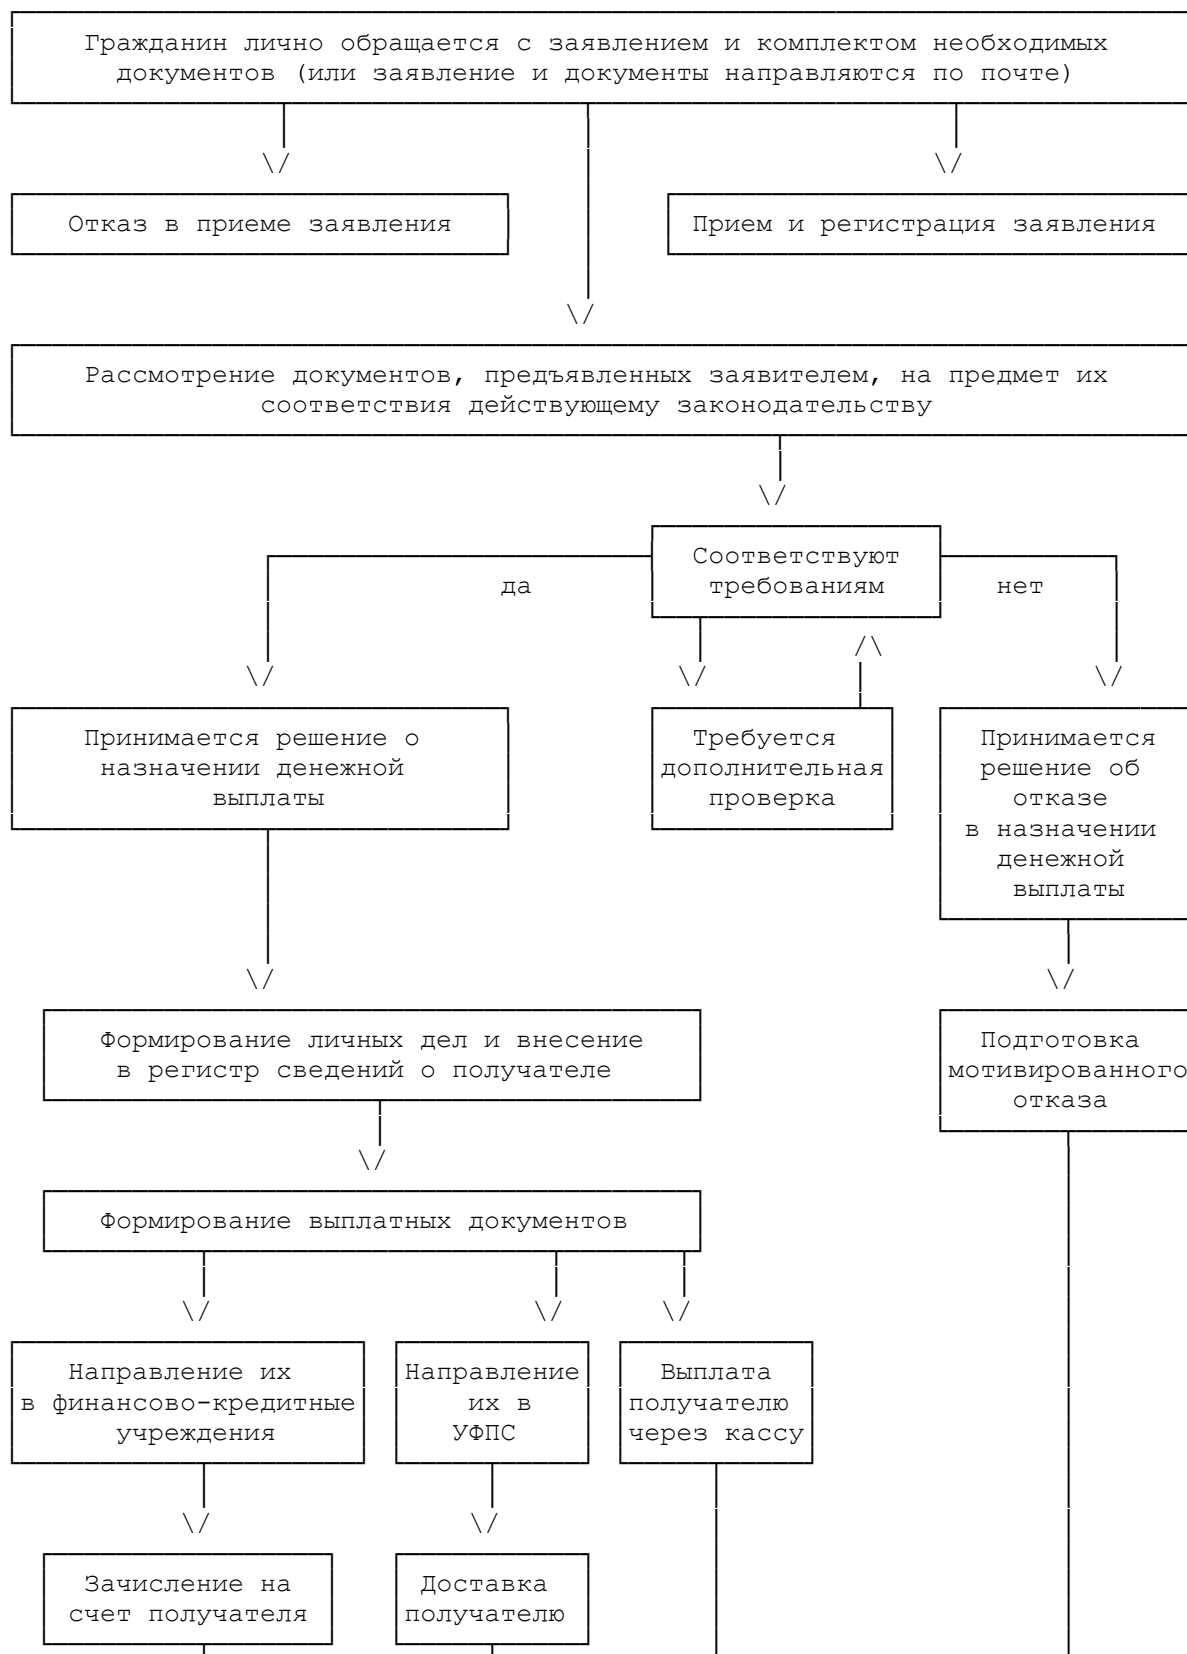 Гражданин лично обращается с заявлением и комплектом необходимых
документов (или заявление и документы направляются по почте)
Отказ в приеме заявления
Прием и регистрация заявления
Рассмотрение документов, предъявленных заявителем, на предмет их
соответствия действующему законодательству
Соответствуют
требованиям
да
нет
Принимается решение о
назначении денежной
выплаты
Требуется
дополнительная
проверка
Принимается
решение об
отказе
в назначении
денежной
выплаты
Формирование личных дел и внесение
в регистр сведений о получателе
Подготовка
мотивированного
отказа
Формирование выплатных документов
Направление их
в финансово-кредитные
учреждения
Направление
их в
УФПС
Выплата
получателю
через кассу
Зачисление на
счет получателя
Доставка
получателю